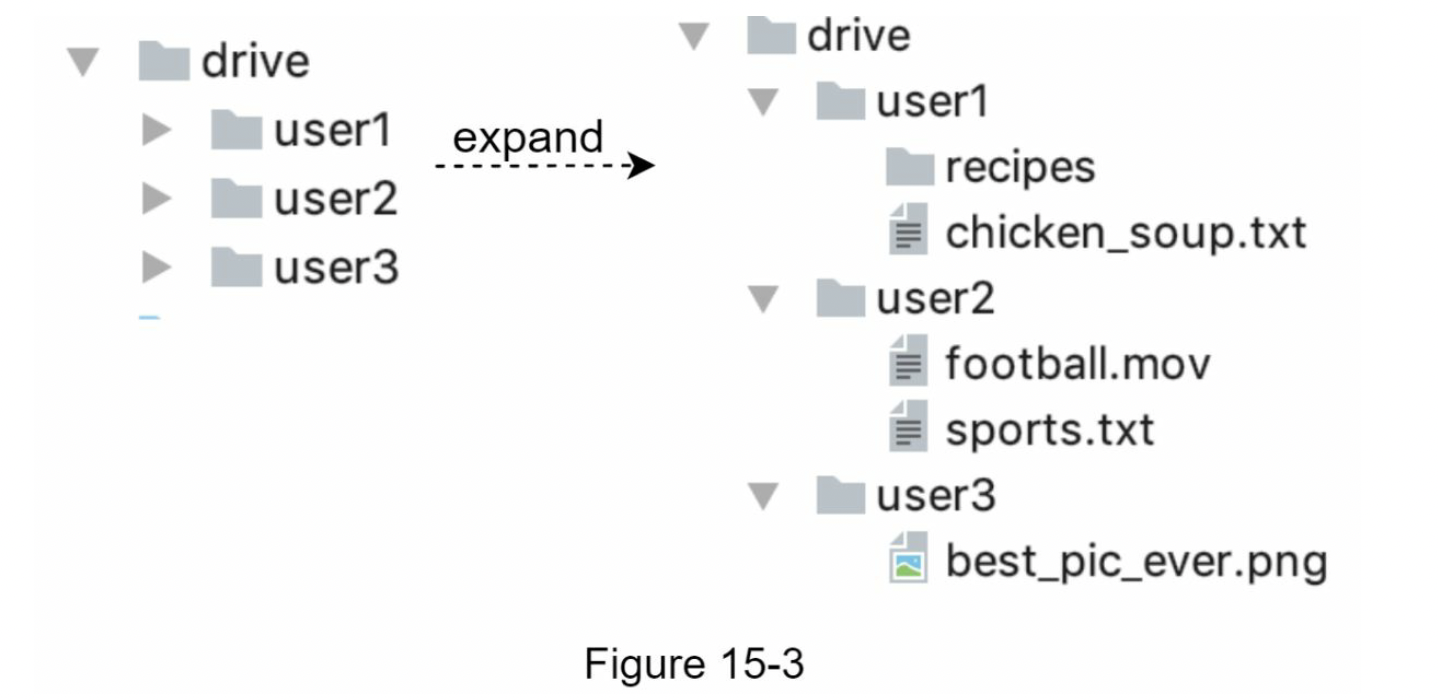 drive
user1
user2
user3
expand
drive
user1
recipes
chicken_soup.txt
user2
football.mov
sports.txt
user3
best_pic_ever.png
Figure 15-3